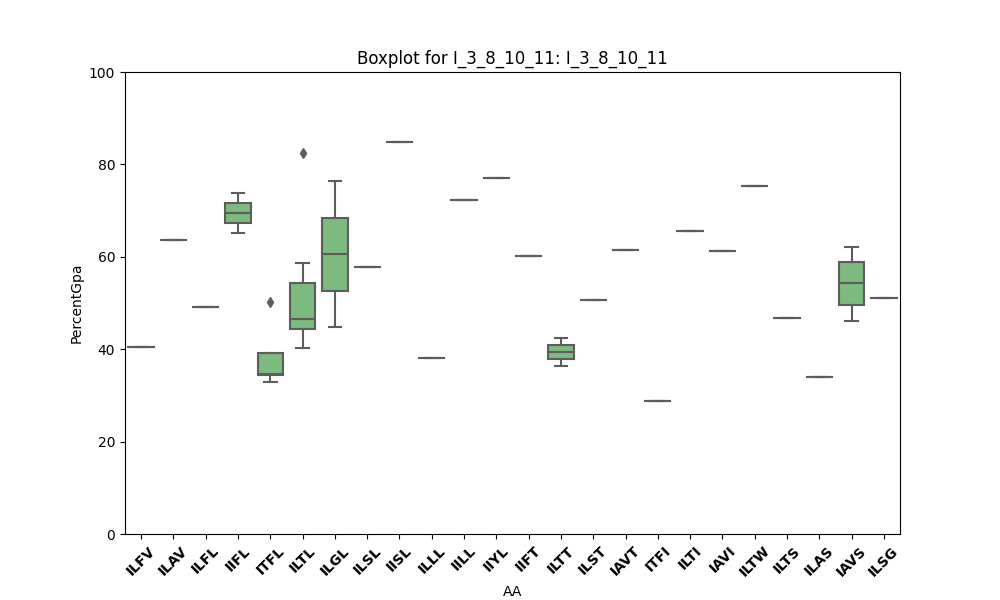 Boxplot for I_3_8_10_11: I_3_8_10_11
100
80
60
40
20
0
PercentGpa
ILFV
ILAV
ILFL
IIFL
ITFL
ILTL
ILGL
ILSL
IISL
ILLL
IILL
IIYL
IIFT
ILTT
ILST
IAVT
ITFI
ILTI
IAVI
ILTW
ILTS
ILAS
IAVS
ILSG
AA